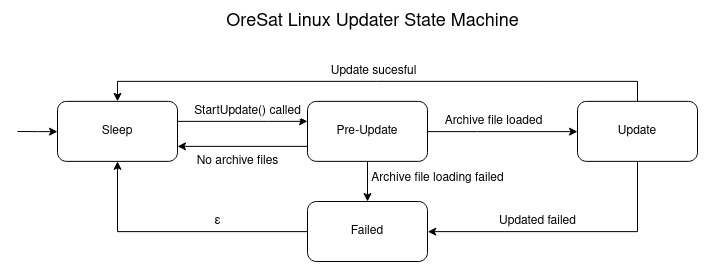 OreSat Linux Updater State Machine
Update sucesful
StartUpdate() called
Archive file loaded
Sleep
Pre-Update
Update
No archive files
Archive file loading failed
ε
Updated failed
Failed